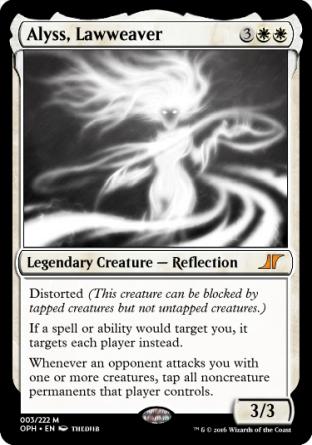 Alyss, Lawweaver 3
Legendary Creature — Reflection
Distorted (This creature can be blocked
by tapped creatures but not untapped creatures.)
If a spell or ability would target you, it
targets each player instead.
Whenever an opponent attacks you with
one or more creatures, tap all noncreature
permanents that player controls.
3/3
003/222 M
OPH • EN
™ & © 2016 Wizards of the Coast